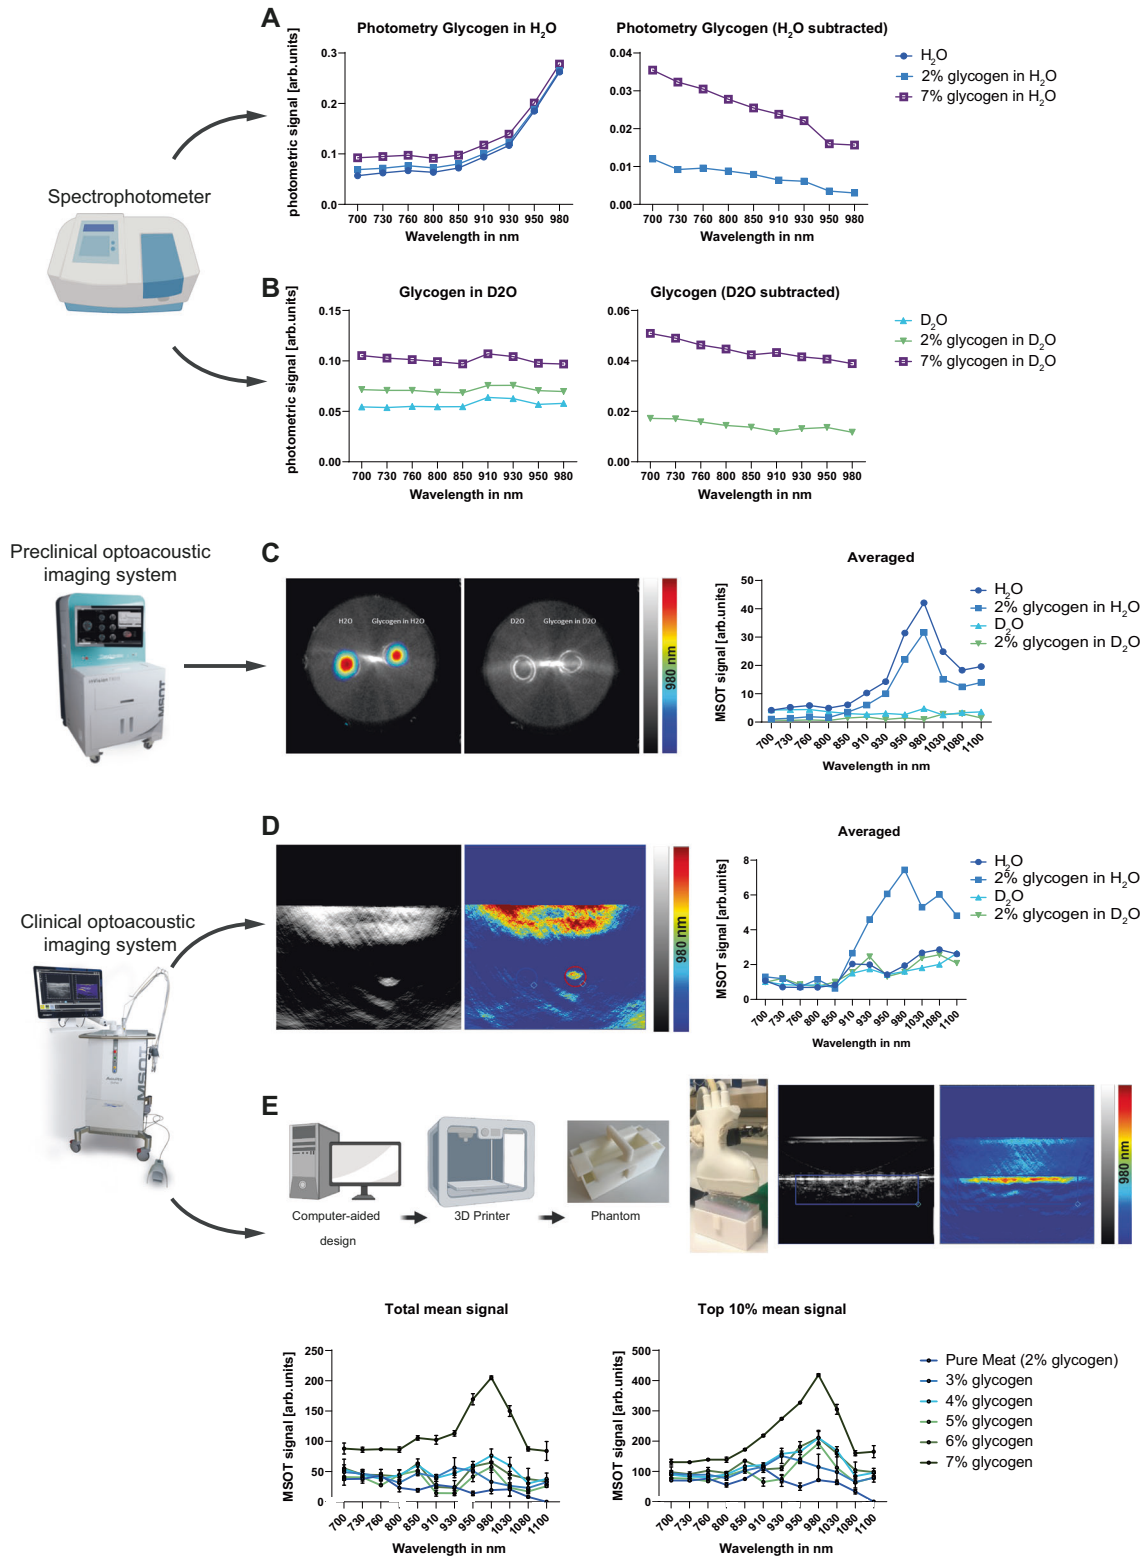 A
Photometry Glycogen in H₂O
Photometry Glycogen (H₂O subtracted)
photometric signal [arb.units]
0.3
0.2
0.1
0.0
700 730 760 800 850 910 930 950 980
Wavelength in nm
0.04
0.03
0.02
0.01
0.00
700 730 760 800 850 910 930 950 980
Wavelength in nm
H₂O
2% glycogen in H₂O
7% glycogen in H₂O
Spectrophotometer
B
Glycogen in D2O
Glycogen (D2O subtracted)
photometric signal [arb.units]
0.15
0.10
0.05
0.00
700 730 760 800 850 910 930 950 980
Wavelength in nm
0.06
0.04
0.02
0.00
700 730 760 800 850 910 930 950 980
Wavelength in nm
D₂O
2% glycogen in D₂O
7% glycogen in D₂O
Preclinical optoacoustic
imaging system
MSOT
C
H2O
Glycogen in H2O
D2O
Glycogen in D2O
980 nm
Averaged
MSOT signal [arb.units]
50
40
30
20
10
0
700 730 760 800 850 910 930 950 980 1030 1080 1100
Wavelength in nm
H₂O
2% glycogen in H₂O
D₂O
2% glycogen in D₂O
Clinical optoacoustic
imaging system
MSOT
D
980 nm
Averaged
MSOT signal [arb.units]
8
6
4
2
0
700 730 760 800 850 910 930 950 980 1030 1080 1100
Wavelength in nm
H₂O
2% glycogen in H₂O
D₂O
2% glycogen in D₂O
E
Computer-aided
design
3D Printer
Phantom
980 nm
Total mean signal
MSOT signal [arb.units]
250
200
150
100
50
0
700 730 760 800 850 910 930 950 980 1030 1080 1100
Wavelength in nm
Top 10% mean signal
MSOT signal [arb.units]
500
400
300
200
100
0
700 730 760 800 850 910 930 950 980 1030 1080 1100
Wavelength in nm
Pure Meat (2% glycogen)
3% glycogen
4% glycogen
5% glycogen
6% glycogen
7% glycogen